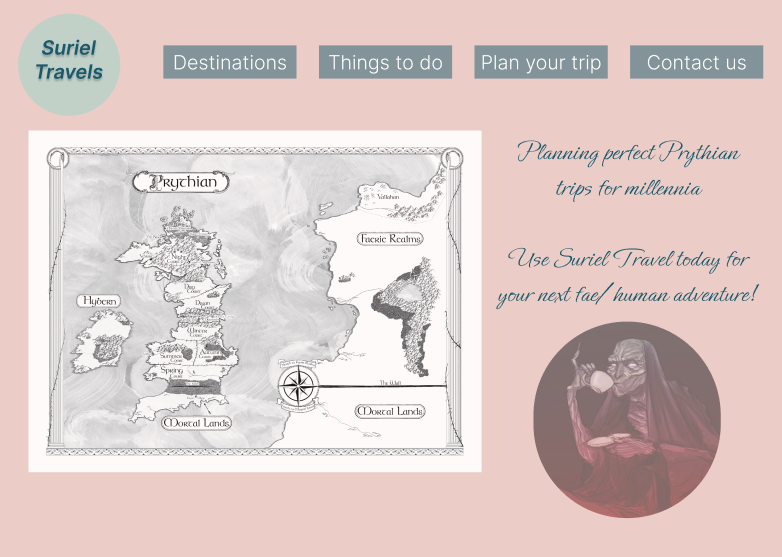 Suriel
Travels
Destinations
Things to do
Plan your trip
Contact us
Planning perfect Prythian
trips for millennia
Use Suriel Travel today for
your next fae/ human adventure!
Prythian
Vallahan
Faerie Realms
Night
Court
Day
Court
Hybern
Dawn
Court
Winter
Court
Summer
Court
Autumn
Court
Spring
Court
The Wall
Mortal Lands
Mortal Lands